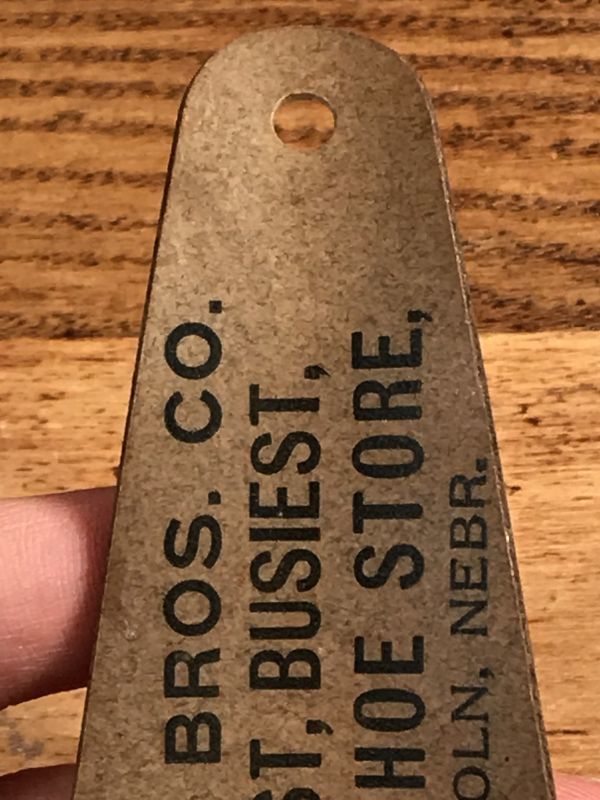 BROS. CO.
ST, BUSIEST,
HOE STORE,
OLN, NEBR.